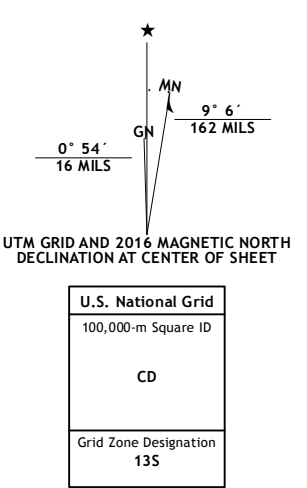 ★
MN
GN
9° 6´
162 MILS
0° 54´
16 MILS
UTM GRID AND 2016 MAGNETIC NORTH
DECLINATION AT CENTER OF SHEET
U.S. National Grid
100,000-m Square ID
CD
Grid Zone Designation
13S